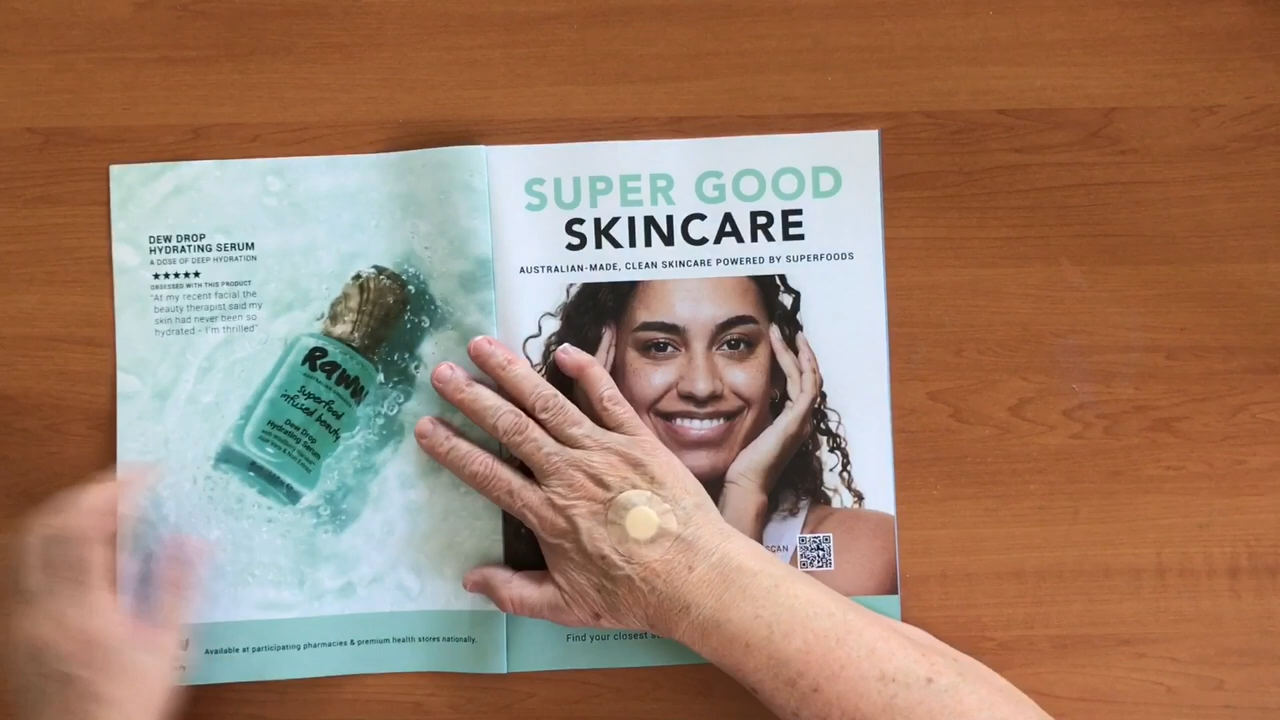 DEW DROP
HYDRATING SERUM
A DOSE OF DEEP HYDRATION
★★★★★
OBSESSED WITH THIS PRODUCT
"At my recent facial the
beauty therapist said my
skin had never been so
hydrated - I'm thrilled"
Raww
Superfood
infused beauty
Dew Drop
Hydrating Serum
Available at participating pharmacies & premium health stores nationally.
SUPER GOOD
SKINCARE
AUSTRALIAN-MADE, CLEAN SKINCARE POWERED BY SUPERFOODS
SCAN
Find your closest